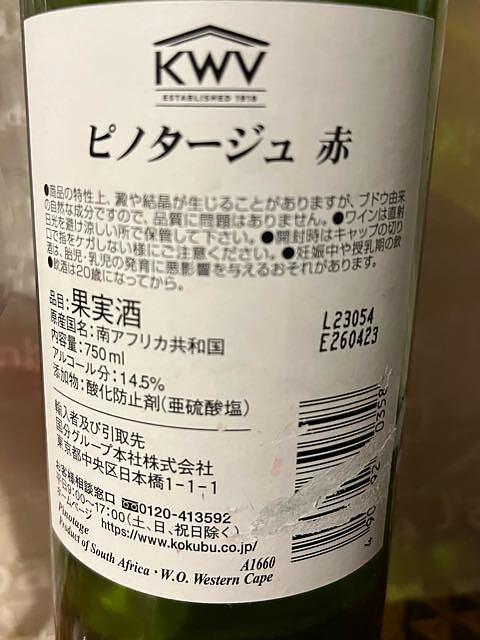 KWV
ESTABLISHED 1918
ピノタージュ 赤
●商品の特性上、澱や結晶が生じることがありますが、ブドウ由来
の自然な成分ですので、品質に問題はありません。●ワインは直射
日光を避け涼しい所で保管して下さい。●開封時はキャップの切り
口で指をケガしない様にご注意ください。●妊娠中や授乳期の飲
酒は、胎児・乳児の発育に悪影響を与えるおそれがあります。
●飲酒は20歳になってから。
品目：果実酒
原産国名：南アフリカ共和国
内容量：750ml
アルコール分：14.5%
添加物：酸化防止剤（亜硫酸塩）
L23054
E260423
輸入者及び引取先
国分グループ本社株式会社
東京都中央区日本橋1-1-1
お客様相談窓口 0120-413592
平日9:00～17:00（土、日、祝日除く）
ホームページ https://www.kokubu.co.jp/
Pinotage A1660
Product of South Africa・W.O. Western Cape
4 90 92 0358